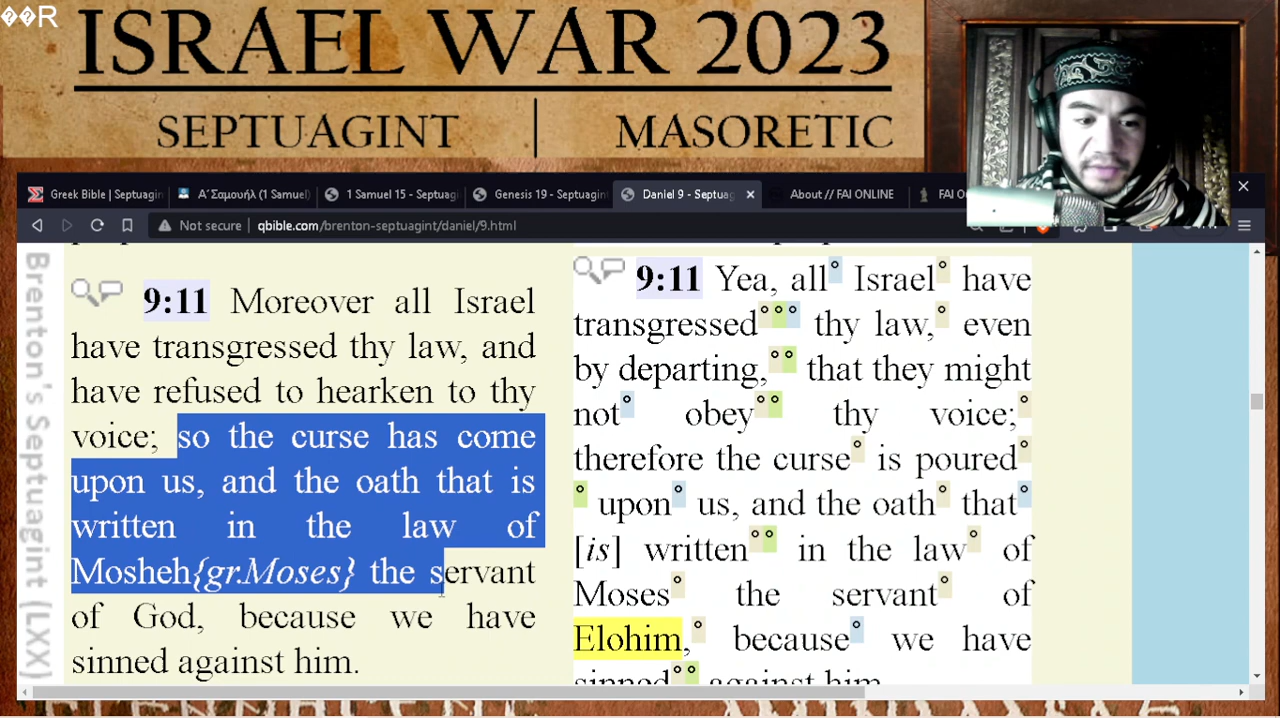 ��R
ISRAEL WAR 2023
SEPTUAGINT | MASORETIC
Greek Bible | Septuagin
Α΄Σαμουήλ (1 Samuel)
1 Samuel 15 - Septuag
Genesis 19 - Septuagin
Daniel 9 - Septua
About // FAI ONLINE
FAI O
Not secure | qbible.com/brenton-septuagint/daniel/9.html
Brenton's Septuagint (LXX)
9:11 Moreover all Israel
have transgressed thy law, and
have refused to hearken to thy
voice; so the curse has come
upon us, and the oath that is
written in the law of
Mosheh{gr.Moses} the servant
of God, because we have
sinned against him.
9:11 Yea, all° Israel° have
transgressed°°° thy law,° even
by departing,°° that they might
not° obey°° thy voice;°
therefore the curse° is poured°
° upon° us, and the oath° that°
[is] written°° in the law° of
Moses° the servant° of
Elohim,° because° we have
sinned°° against him